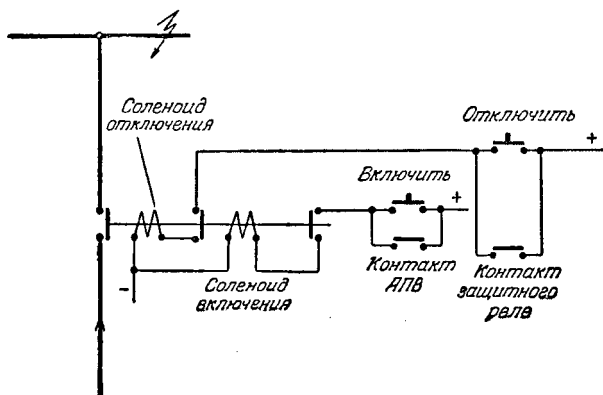 Соленоид
отключения
Отключить
+
Включить
+
Контакт
АПВ
Контакт
защитного
реле
-
Соленоид
включения